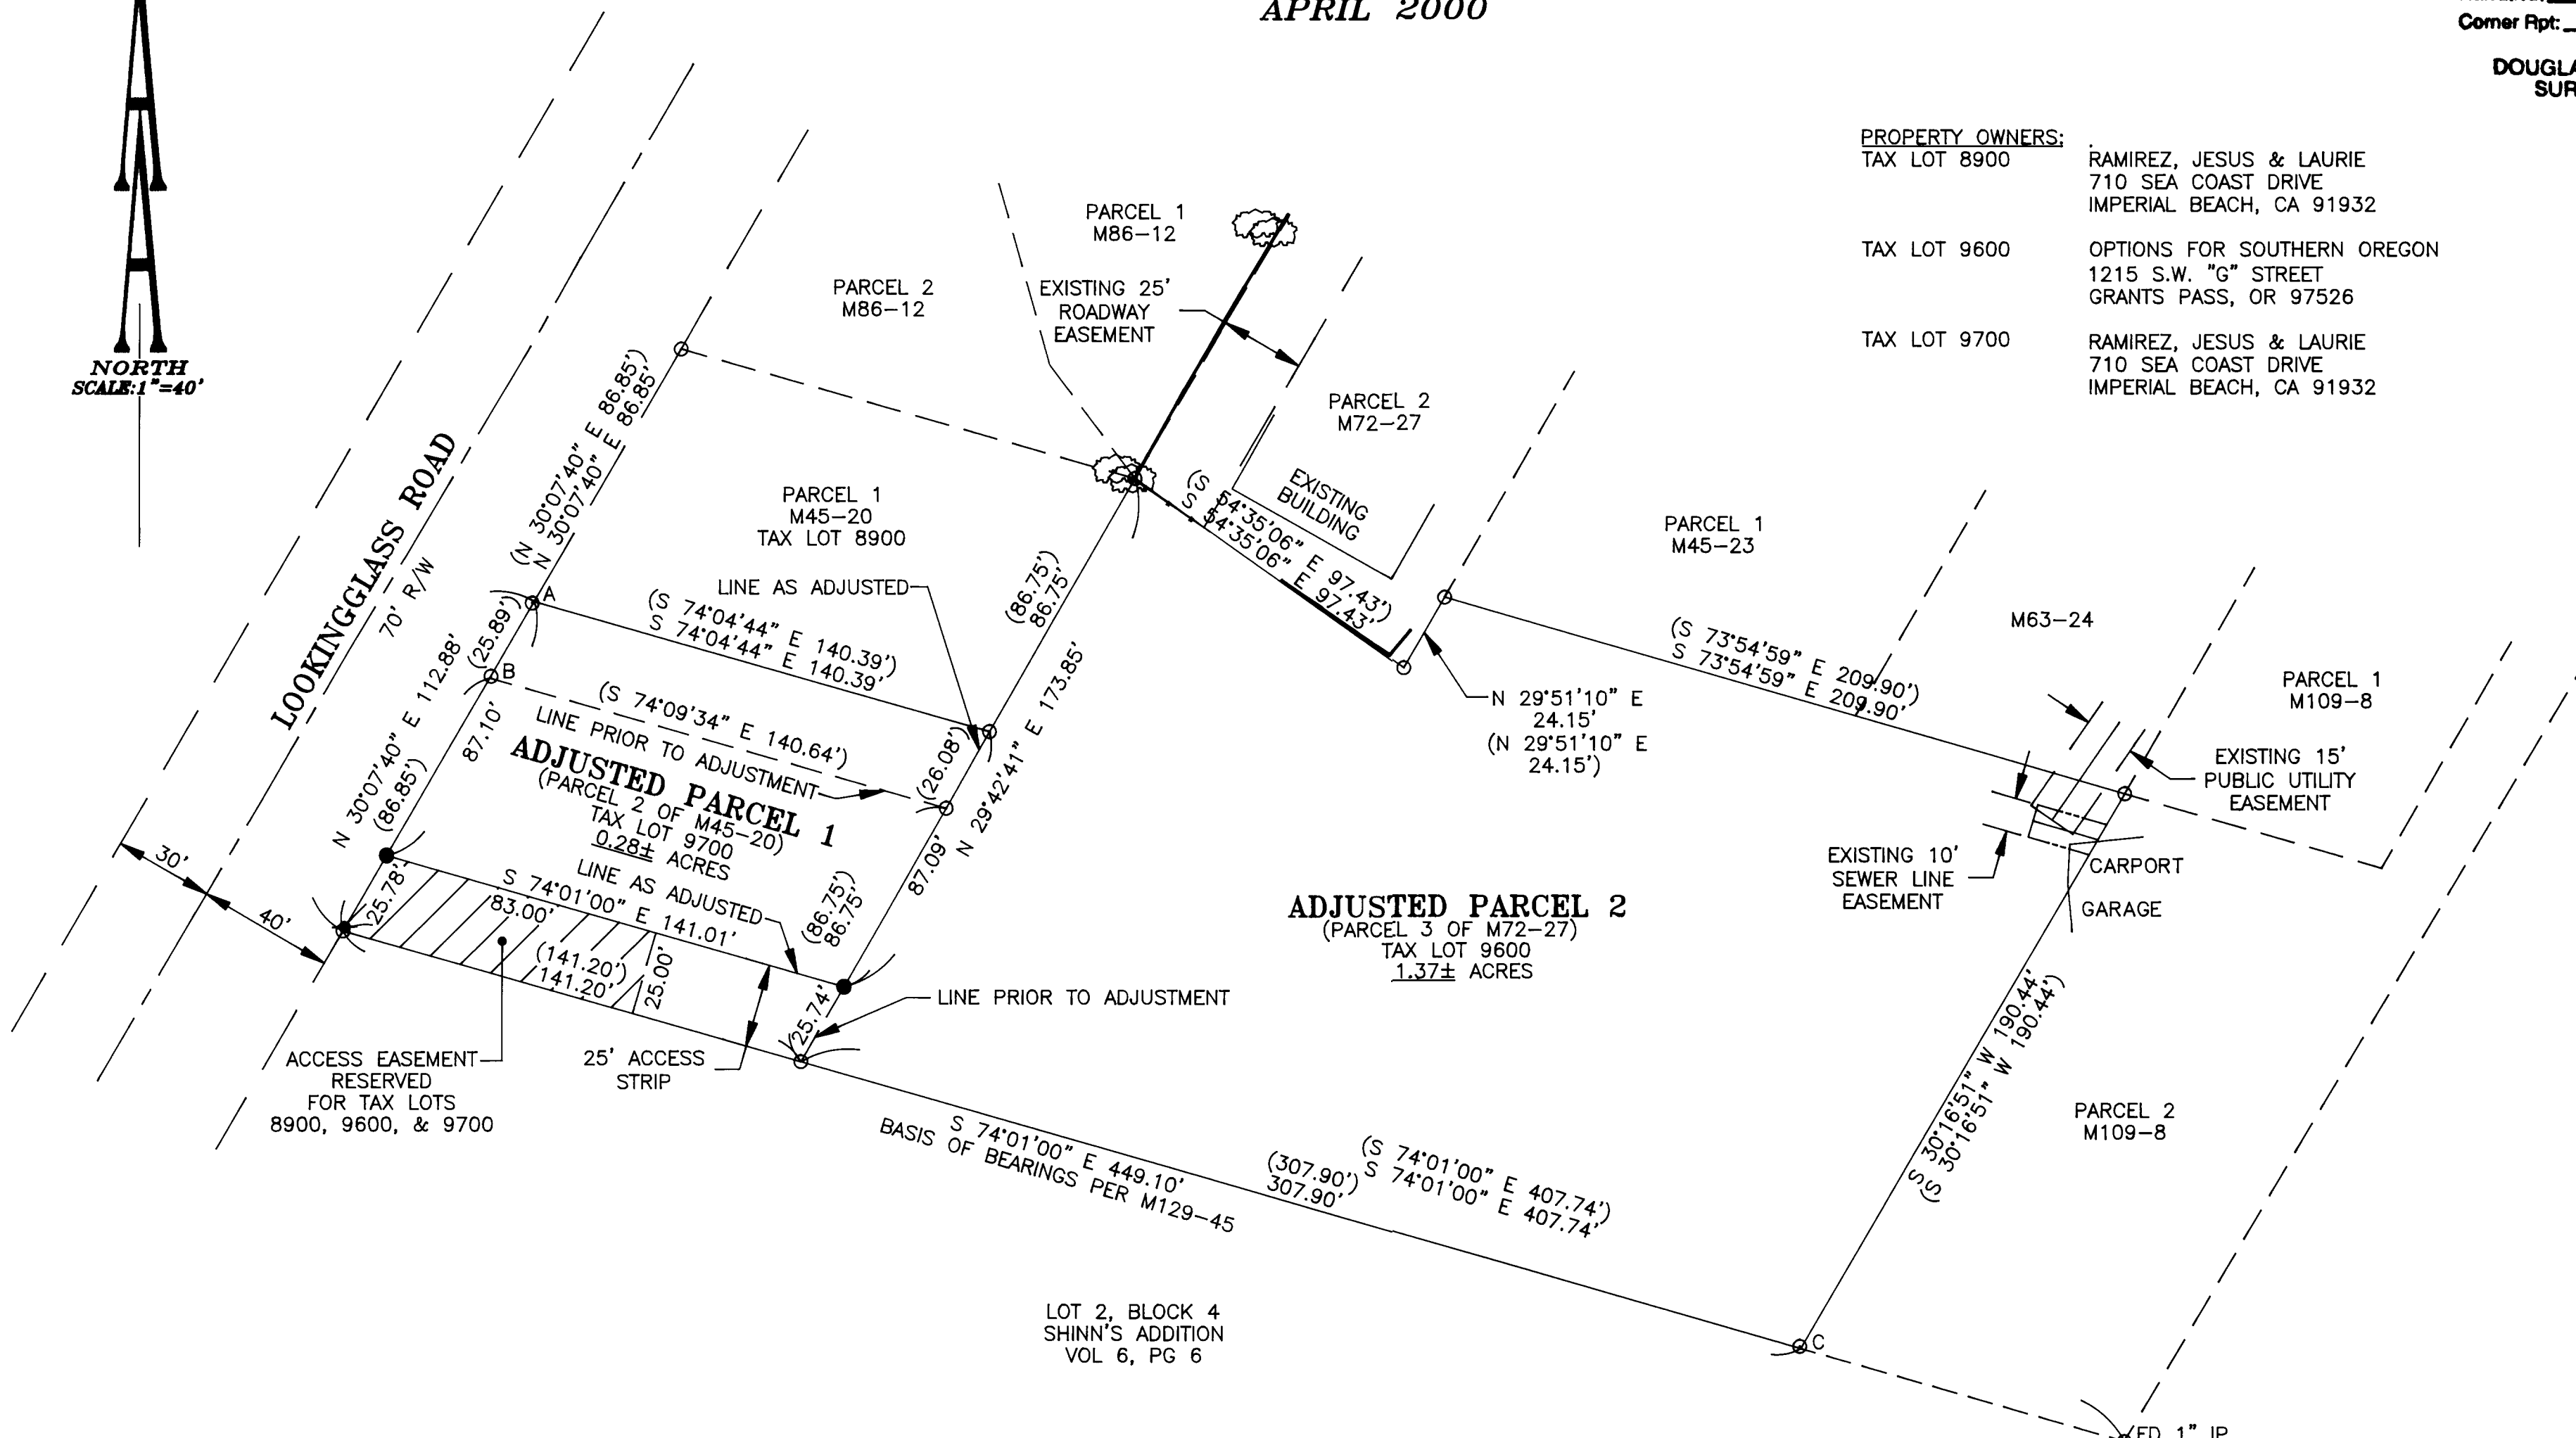 APRIL 2000
Corner Rpt:
NORTH
SCALE:1"=40'
PROPERTY OWNERS:
TAX LOT 8900
RAMIREZ, JESUS & LAURIE
710 SEA COAST DRIVE
IMPERIAL BEACH, CA 91932
TAX LOT 9600
OPTIONS FOR SOUTHERN OREGON
1215 S.W. "G" STREET
GRANTS PASS, OR 97526
TAX LOT 9700
RAMIREZ, JESUS & LAURIE
710 SEA COAST DRIVE
IMPERIAL BEACH, CA 91932
PARCEL 1
M86-12
PARCEL 2
M86-12
EXISTING 25'
ROADWAY
EASEMENT
PARCEL 2
M72-27
EXISTING
BUILDING
(S 54°35'06" E 97.43')
S 54°35'06" E 97.43'
LOOKINGGLASS ROAD
70' R/W
(N 30°07'40" E 86.85')
N 30°07'40" E 86.85'
PARCEL 1
M45-20
TAX LOT 8900
LINE AS ADJUSTED
(86.75')
86.75'
A
(25.89')
B
(S 74°04'44" E 140.39')
S 74°04'44" E 140.39'
(S 74°09'34" E 140.64')
LINE PRIOR TO ADJUSTMENT
(26.08')
N 29°42'41" E 173.85'
N 30°07'40" E 112.88'
87.10'
(86.85')
ADJUSTED PARCEL 1
(PARCEL 2 OF M45-20)
TAX LOT 9700
0.28± ACRES
LINE AS ADJUSTED
87.09'
(86.75')
86.75'
S 74°01'00" E 141.01'
83.00'
(25.78')
30'
40'
(141.20')
141.20'
25.00'
(25.74')
LINE PRIOR TO ADJUSTMENT
25' ACCESS
STRIP
ACCESS EASEMENT
RESERVED
FOR TAX LOTS
8900, 9600, & 9700
PARCEL 1
M45-23
(S 73°54'59" E 209.90')
S 73°54'59" E 209.90'
N 29°51'10" E
24.15'
(N 29°51'10" E
24.15')
M63-24
PARCEL 1
M109-8
EXISTING 15'
PUBLIC UTILITY
EASEMENT
EXISTING 10'
SEWER LINE
EASEMENT
CARPORT
GARAGE
ADJUSTED PARCEL 2
(PARCEL 3 OF M72-27)
TAX LOT 9600
1.37± ACRES
S 30°16'51" W 190.44'
(S 30°16'51" W 190.44')
PARCEL 2
M109-8
S 74°01'00" E 449.10'
BASIS OF BEARINGS PER M129-45
(307.90')
307.90'
(S 74°01'00" E 407.74')
S 74°01'00" E 407.74'
C
LOT 2, BLOCK 4
SHINN'S ADDITION
VOL 6, PG 6
FD 1" IP